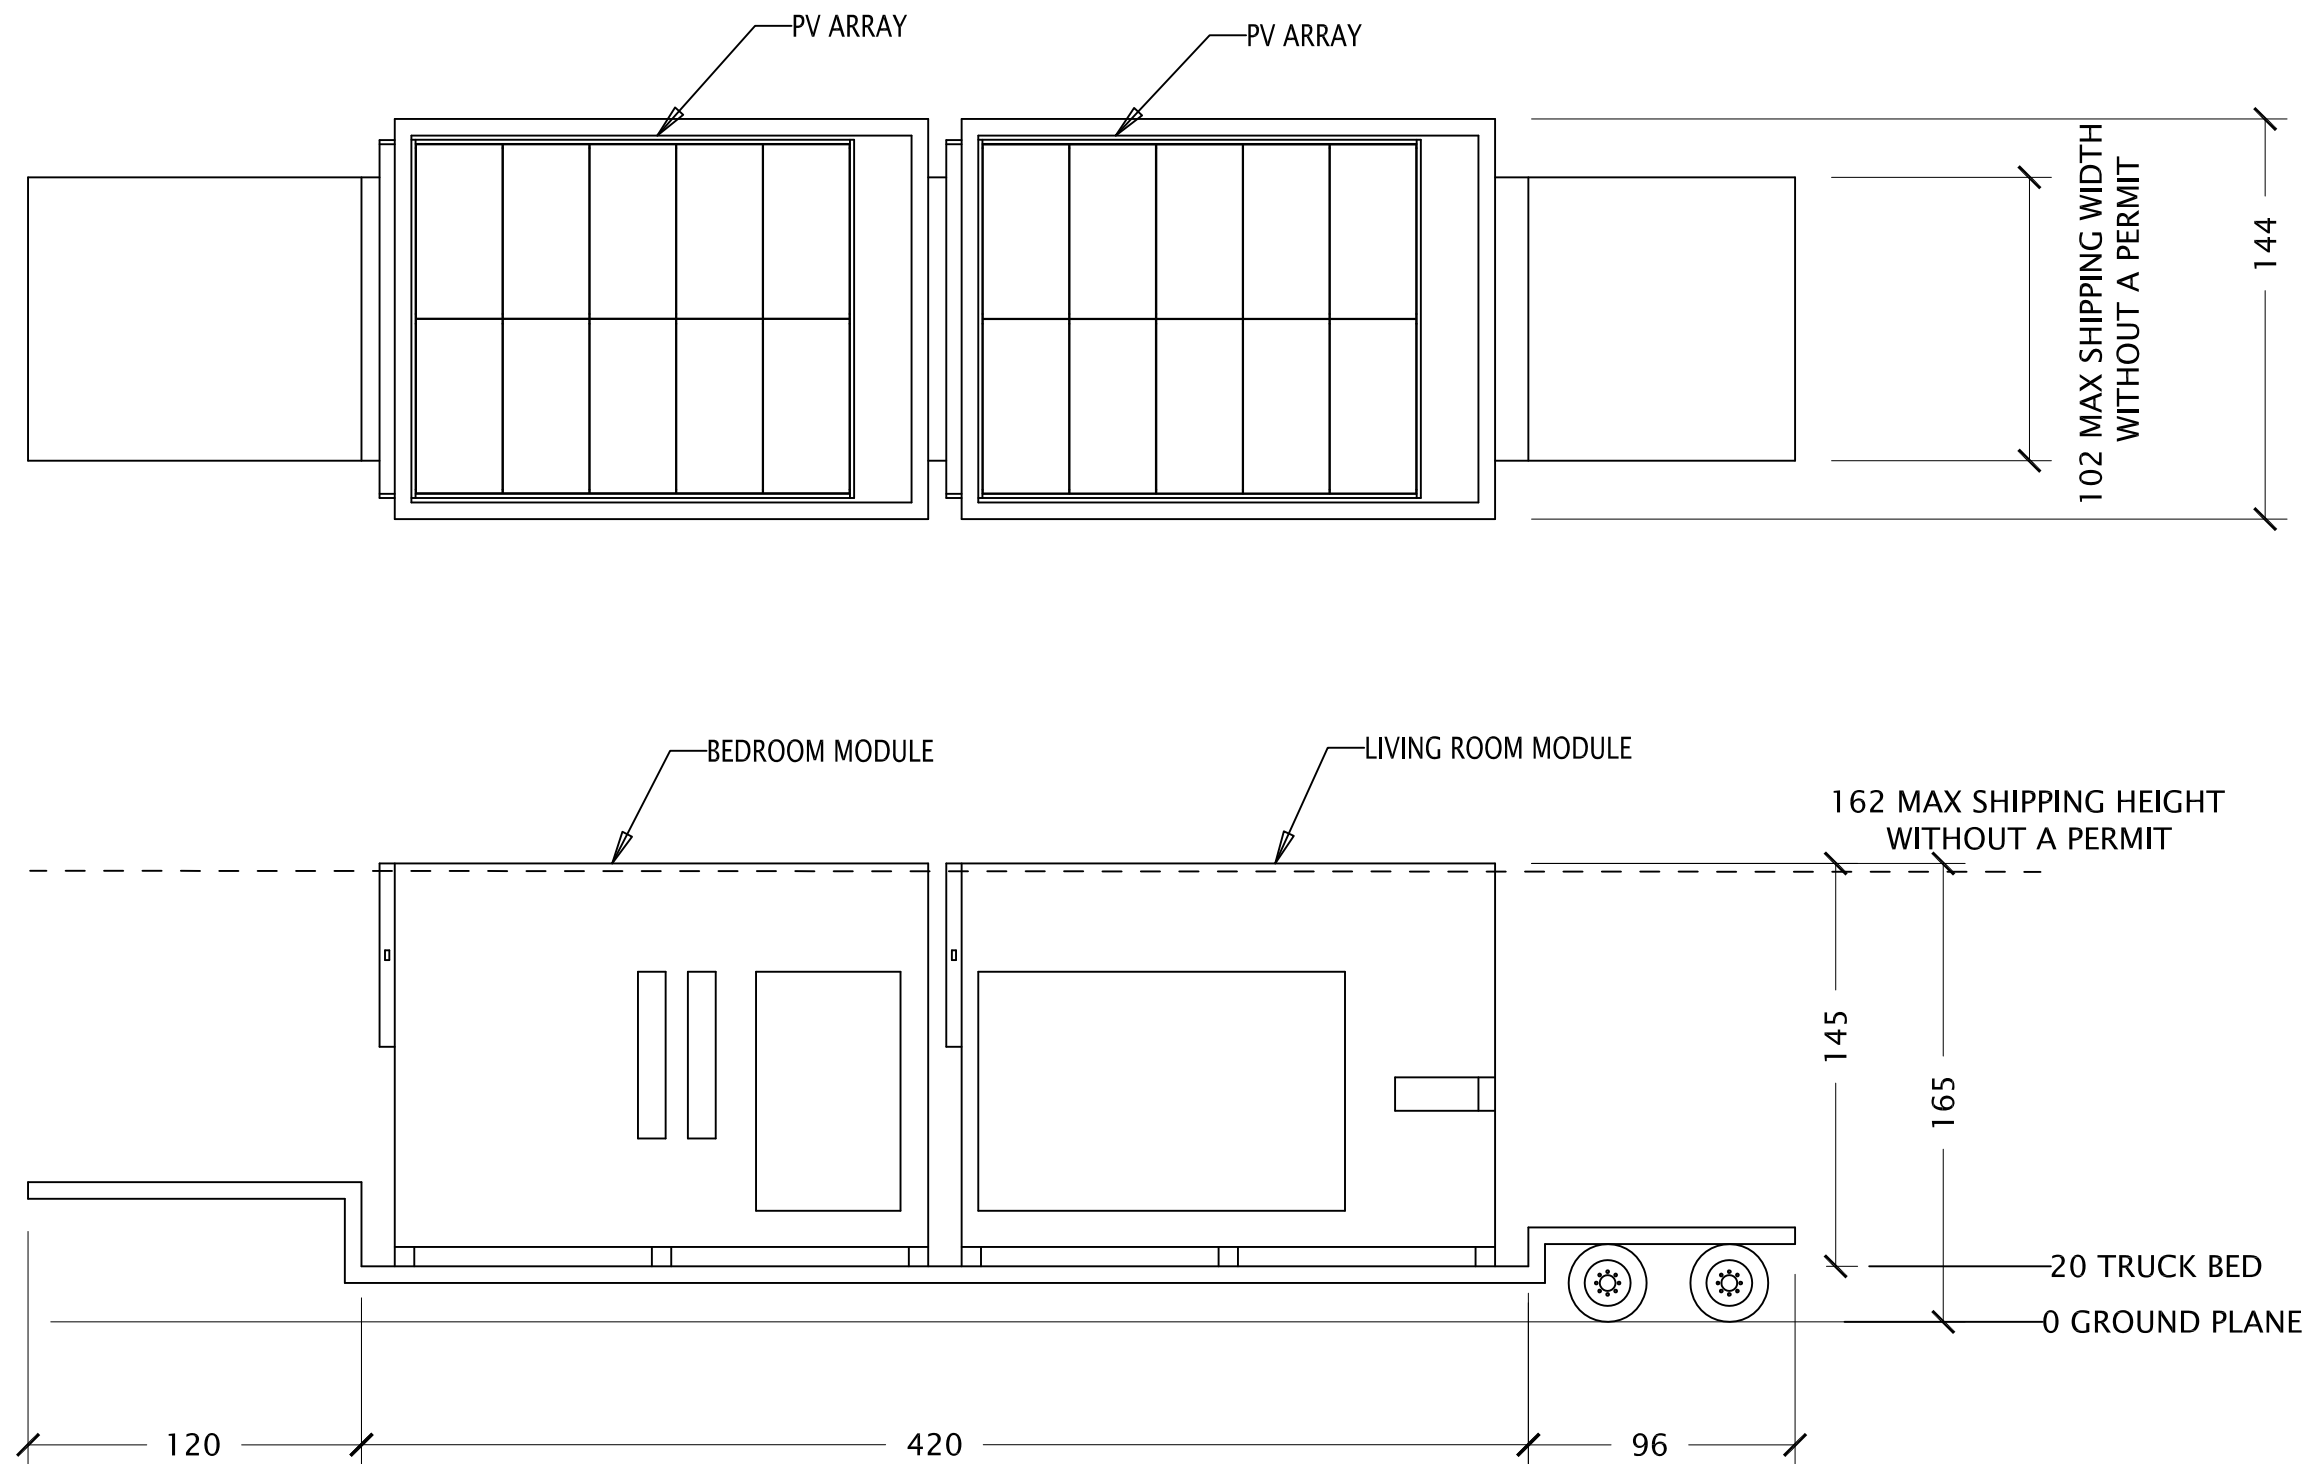 PV ARRAY
PV ARRAY
102 MAX SHIPPING WIDTH
WITHOUT A PERMIT
144
BEDROOM MODULE
LIVING ROOM MODULE
162 MAX SHIPPING HEIGHT
WITHOUT A PERMIT
145
165
20 TRUCK BED
0 GROUND PLANE
120
420
96